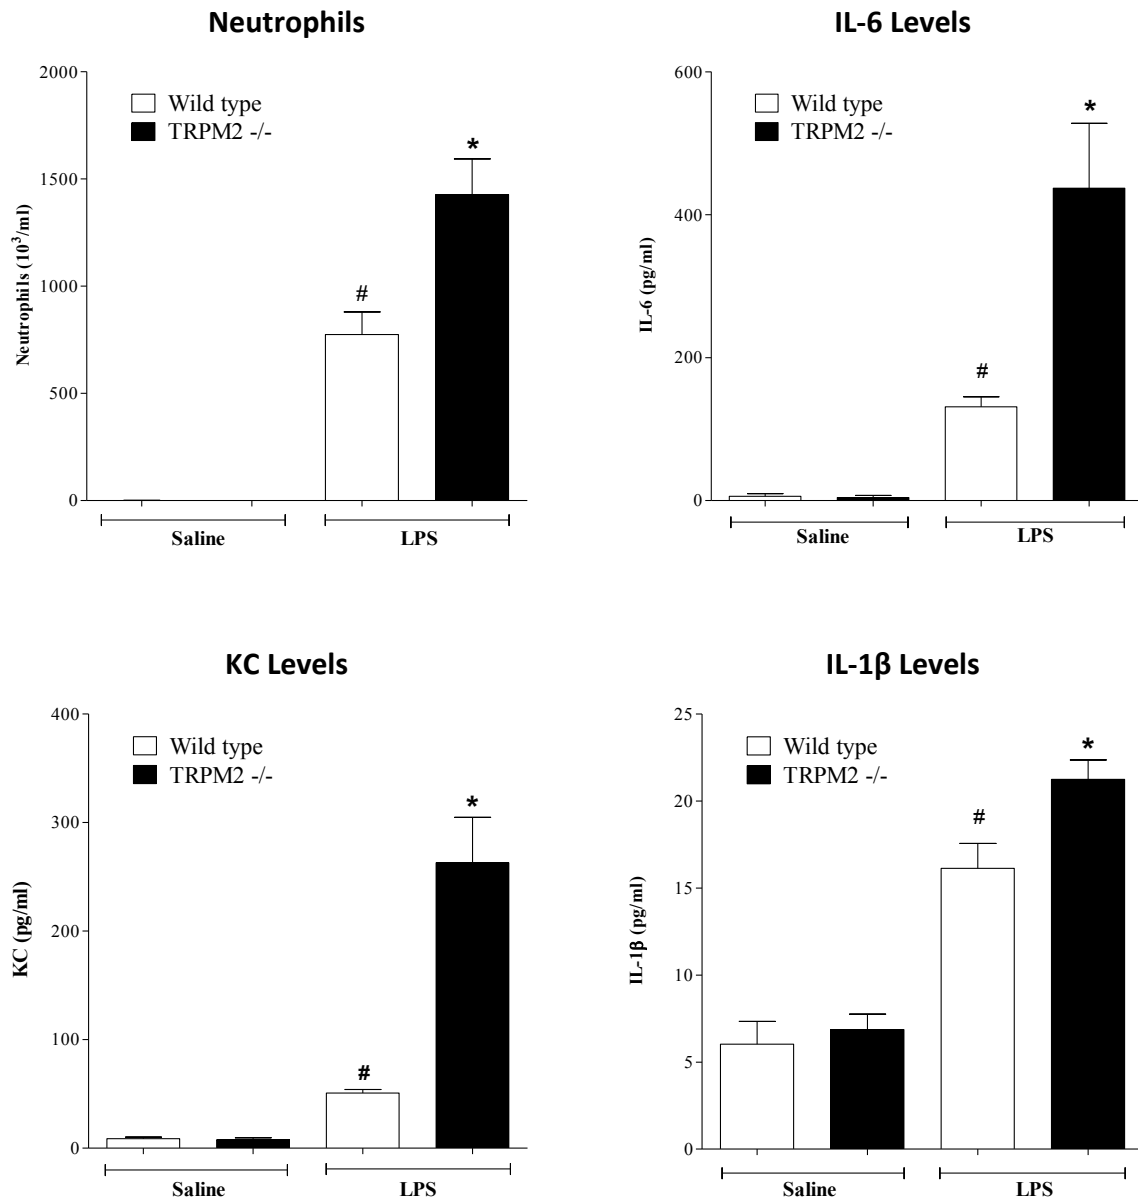 Neutrophils
2000
1500
1000
500
0
Neutrophils (10³/ml)
Wild type
TRPM2 -/-
#
*
Saline
LPS
IL-6 Levels
600
400
200
0
IL-6 (pg/ml)
Wild type
TRPM2 -/-
#
*
Saline
LPS
KC Levels
400
300
200
100
0
KC (pg/ml)
Wild type
TRPM2 -/-
#
*
Saline
LPS
IL-1β Levels
25
20
15
10
5
0
IL-1β (pg/ml)
Wild type
TRPM2 -/-
#
*
Saline
LPS